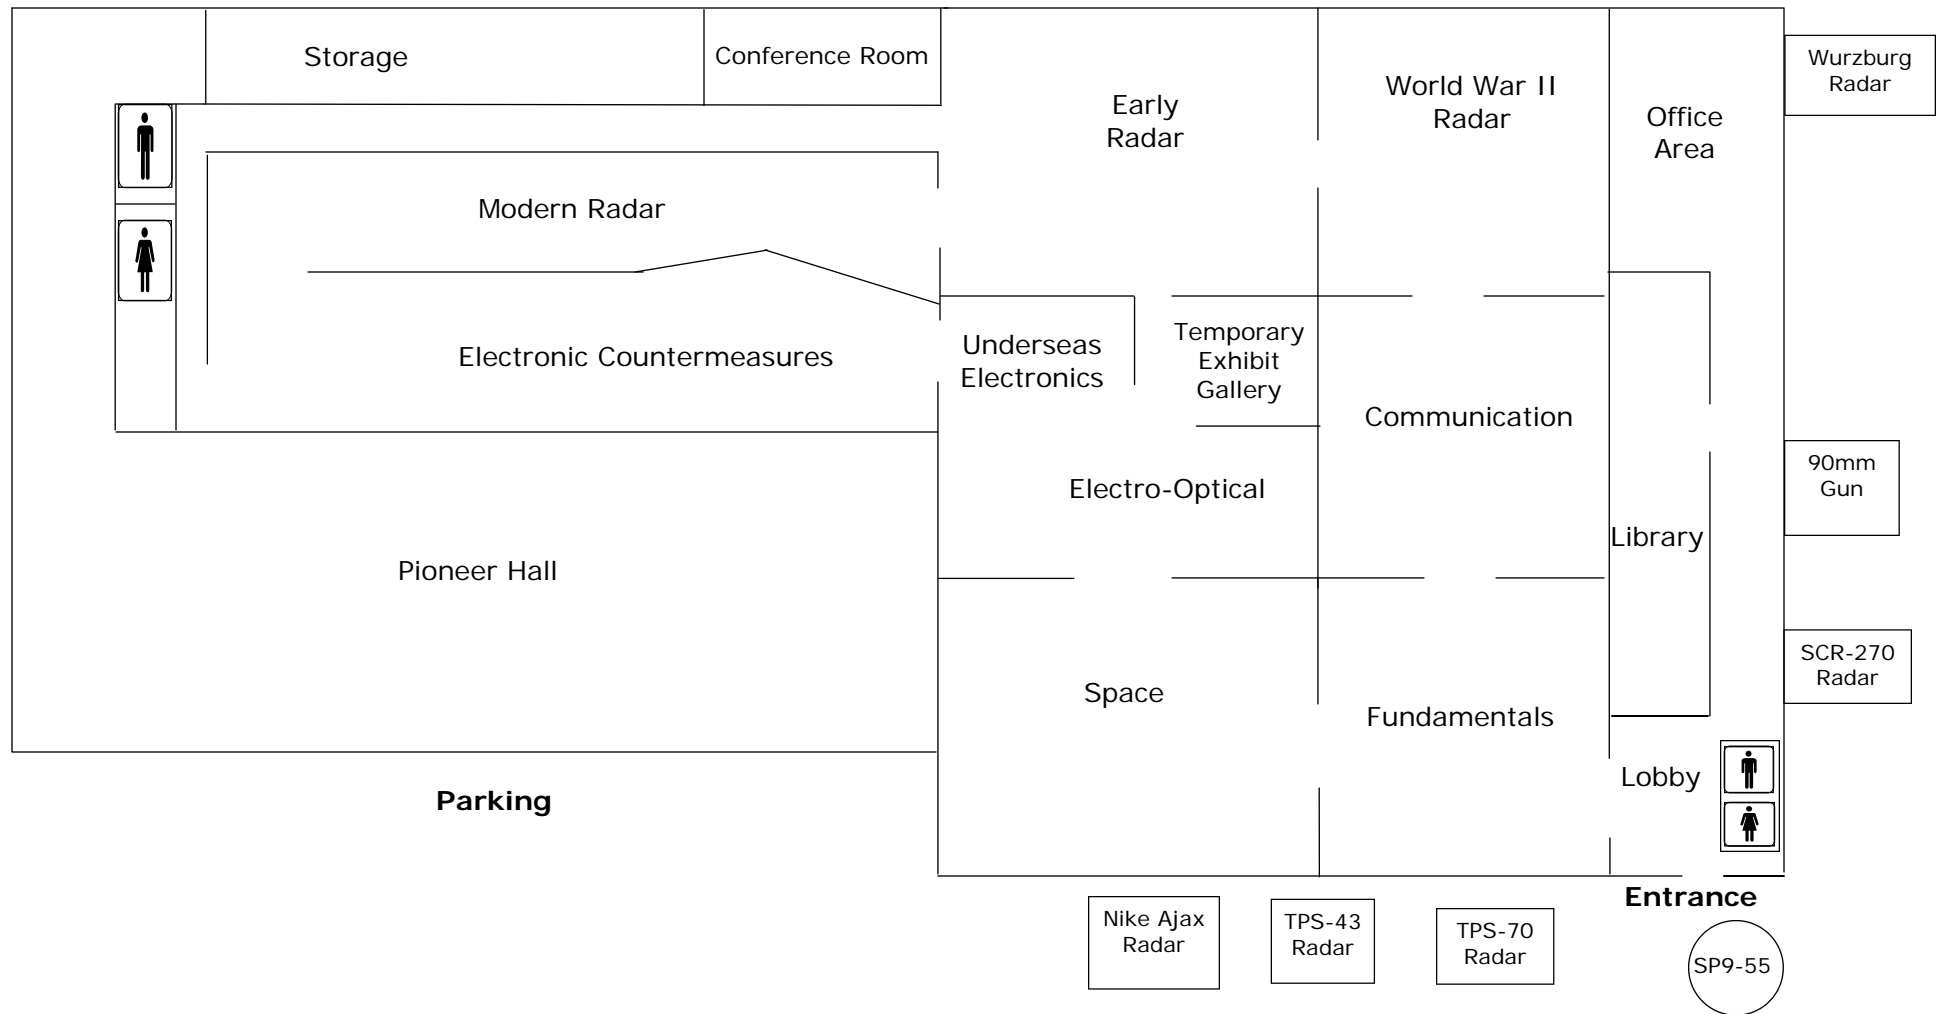 Storage
Conference Room
Early
Radar
World War II
Radar
Office
Area
Wurzburg
Radar
Modern Radar
Electronic Countermeasures
Underseas
Electronics
Temporary
Exhibit
Gallery
Communication
Electro-Optical
Library
90mm
Gun
Pioneer Hall
SCR-270
Radar
Space
Fundamentals
Lobby
Parking
Entrance
Nike Ajax
Radar
TPS-43
Radar
TPS-70
Radar
SP9-55